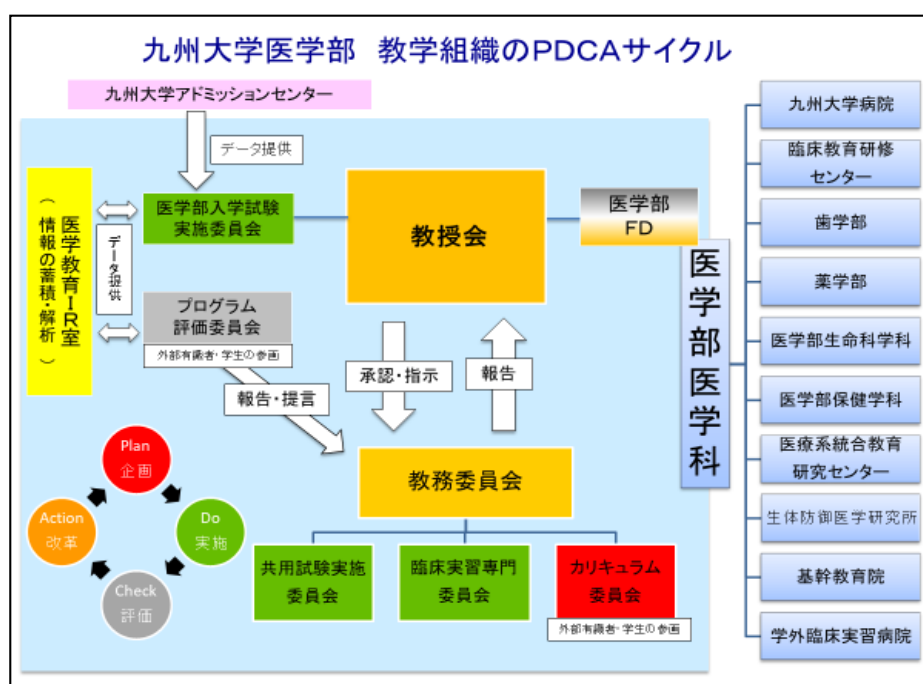 九州大学医学部 教学組織のPDCAサイクル
九州大学アドミッションセンター
データ提供
医学教育IR室
(情報の蓄積・解析)
医学部入学試験
実施委員会
データ提供
プログラム
評価委員会
外部有識者・学生の参画
教授会
医学部
FD
承認・指示
報告
報告・提言
教務委員会
共用試験実施
委員会
臨床実習専門
委員会
カリキュラム
委員会
外部有識者・学生の参画
Plan
企画
Do
実施
Check
評価
Action
改革
医学部医学科
九州大学病院
臨床教育研修
センター
歯学部
薬学部
医学部生命科学科
医学部保健学科
医療系統合教育
研究センター
生体防御医学研究所
基幹教育院
学外臨床実習病院